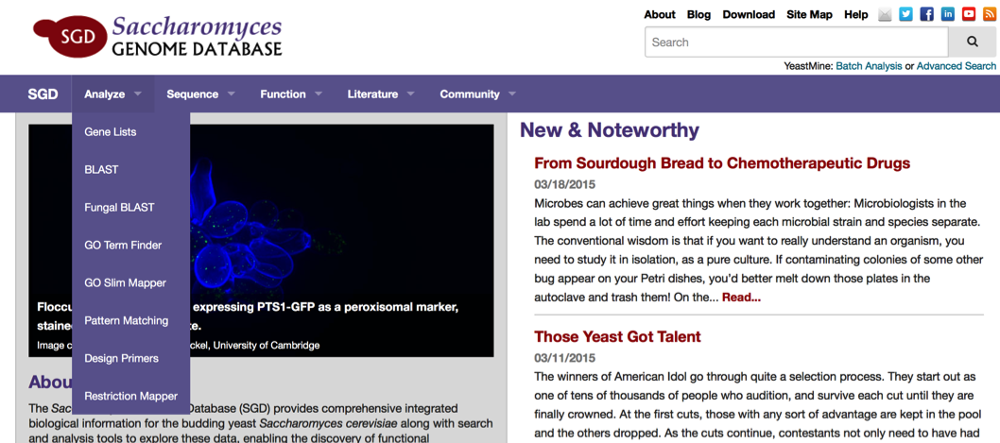 SGD Saccharomyces
GENOME DATABASE
About Blog Download Site Map Help
Search
YeastMine: Batch Analysis or Advanced Search
SGD Analyze Sequence Function Literature Community
Gene Lists
BLAST
Fungal BLAST
GO Term Finder
GO Slim Mapper
Pattern Matching
Design Primers
Restriction Mapper
expressing PTS1-GFP as a peroxisomal marker,
Image
University of Cambridge
The Database (SGD) provides comprehensive integrated
biological information for the budding yeast Saccharomyces cerevisiae along with search
and analysis tools to explore these data, enabling the discovery of functional
New & Noteworthy
From Sourdough Bread to Chemotherapeutic Drugs
03/18/2015
Microbes can achieve great things when they work together: Microbiologists in the
lab spend a lot of time and effort keeping each microbial strain and species separate.
The conventional wisdom is that if you want to really understand an organism, you
need to study it in isolation, as a pure culture. If contaminating colonies of some other
bug appear on your Petri dishes, you'd better melt down those plates in the
autoclave and trash them! On the... Read...
Those Yeast Got Talent
03/11/2015
The winners of American Idol go through quite a selection process. They start out as
one of tens of thousands of people who audition, and survive each cut until they are
finally crowned. At the first cuts, those with any sort of advantage are kept in the pool
and the others dropped. As the cuts continue, contestants not only need to have had